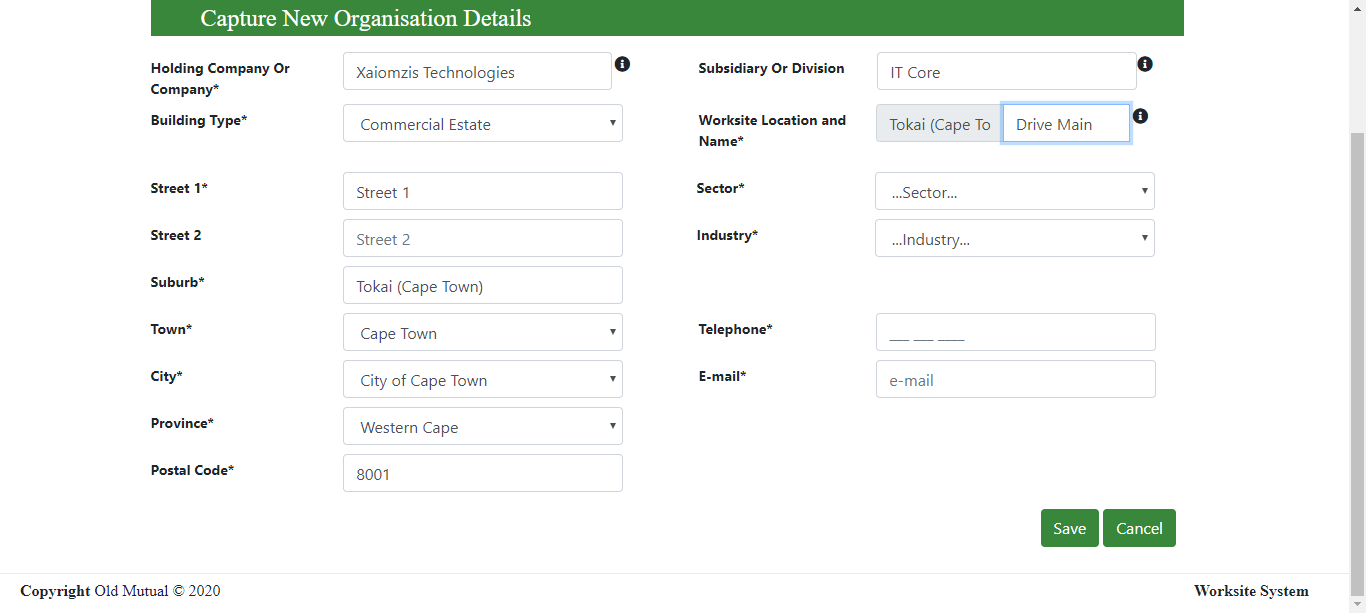 Capture New Organisation Details
Holding Company Or
Company*
Xaiomzis Technologies
Subsidiary Or Division
IT Core
Building Type*
Commercial Estate
Worksite Location and
Name*
Tokai (Cape To
Drive Main
Street 1*
Street 1
Sector*
...Sector...
Street 2
Street 2
Industry*
...Industry...
Suburb*
Tokai (Cape Town)
Town*
Cape Town
Telephone*
___ ___ ____
City*
City of Cape Town
E-mail*
e-mail
Province*
Western Cape
Postal Code*
8001
Save Cancel
Copyright Old Mutual © 2020
Worksite System